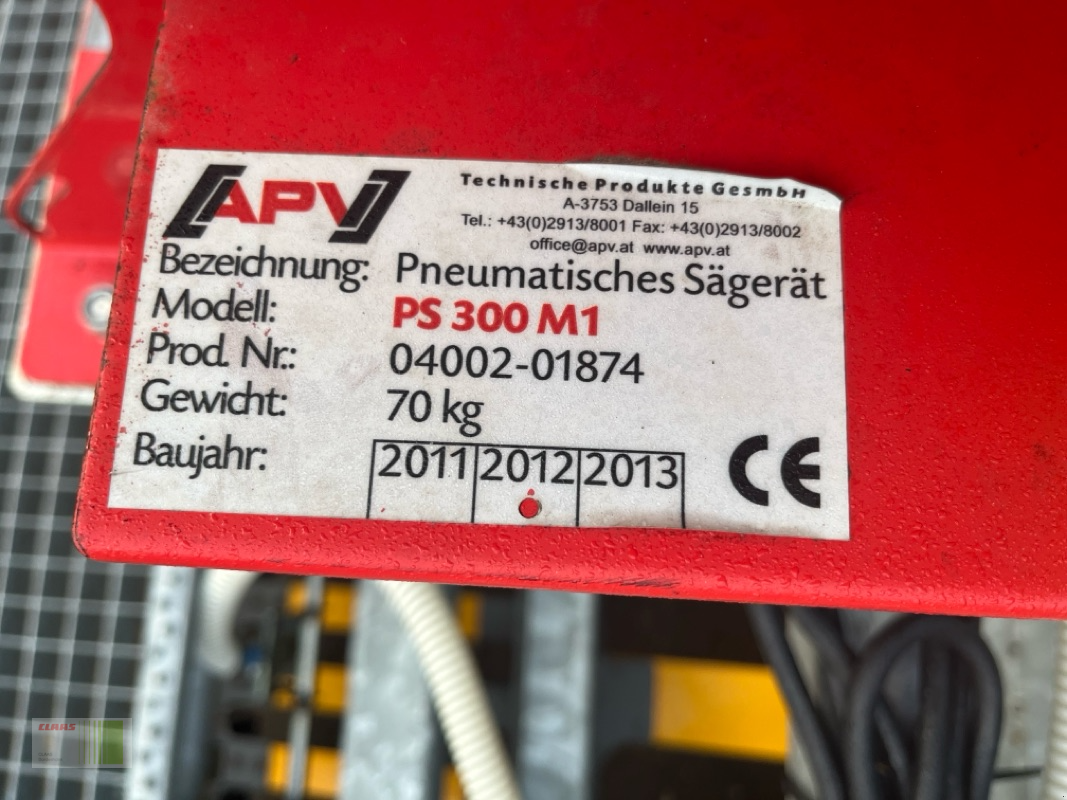 APV
Technische Produkte GesmbH
A-3753 Dallein 15
Tel.: +43(0)2913/8001 Fax: +43(0)2913/8002
office@apv.at www.apv.at
Bezeichnung: Pneumatisches Sägerät
Modell: PS 300 M1
Prod. Nr.: 04002-01874
Gewicht: 70 kg
Baujahr: 2011 2012 2013
CE
CLAAS